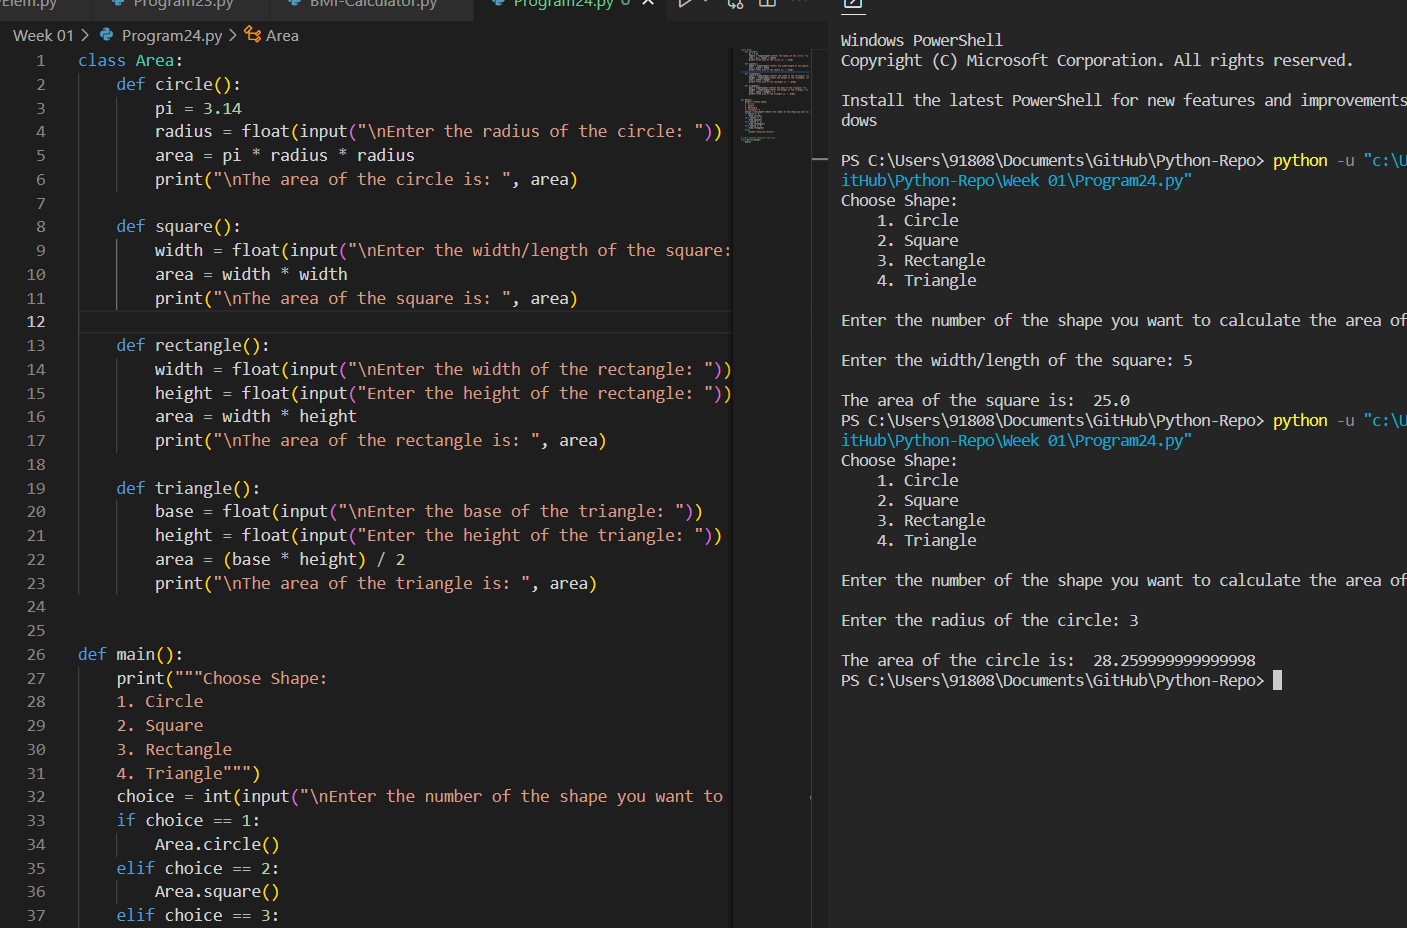 Elem.py Program23.py BMI-Calculator.py Program24.py
Week 01 > Program24.py > Area
1 class Area:
2     def circle():
3         pi = 3.14
4         radius = float(input("\nEnter the radius of the circle: "))
5         area = pi * radius * radius
6         print("\nThe area of the circle is: ", area)
7
8     def square():
9         width = float(input("\nEnter the width/length of the square:
10         area = width * width
11         print("\nThe area of the square is: ", area)
12
13     def rectangle():
14         width = float(input("\nEnter the width of the rectangle: "))
15         height = float(input("Enter the height of the rectangle: "))
16         area = width * height
17         print("\nThe area of the rectangle is: ", area)
18
19     def triangle():
20         base = float(input("\nEnter the base of the triangle: "))
21         height = float(input("Enter the height of the triangle: "))
22         area = (base * height) / 2
23         print("\nThe area of the triangle is: ", area)
24
25
26 def main():
27     print("""Choose Shape:
28     1. Circle
29     2. Square
30     3. Rectangle
31     4. Triangle""")
32     choice = int(input("\nEnter the number of the shape you want to
33     if choice == 1:
34         Area.circle()
35     elif choice == 2:
36         Area.square()
37     elif choice == 3:
Windows PowerShell
Copyright (C) Microsoft Corporation. All rights reserved.
Install the latest PowerShell for new features and improvements
dows
PS C:\Users\91808\Documents\GitHub\Python-Repo> python -u "c:\U
itHub\Python-Repo\Week 01\Program24.py"
Choose Shape:
    1. Circle
    2. Square
    3. Rectangle
    4. Triangle
Enter the number of the shape you want to calculate the area of
Enter the width/length of the square: 5
The area of the square is:  25.0
PS C:\Users\91808\Documents\GitHub\Python-Repo> python -u "c:\U
itHub\Python-Repo\Week 01\Program24.py"
Choose Shape:
    1. Circle
    2. Square
    3. Rectangle
    4. Triangle
Enter the number of the shape you want to calculate the area of
Enter the radius of the circle: 3
The area of the circle is:  28.259999999999998
PS C:\Users\91808\Documents\GitHub\Python-Repo>